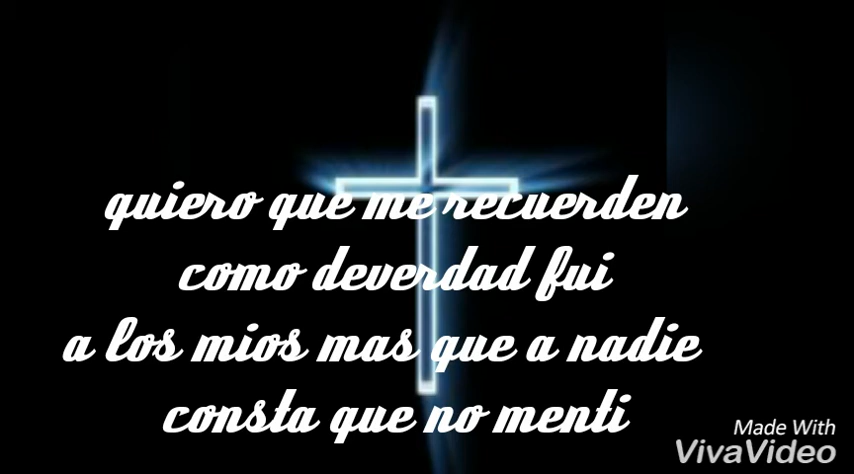 quiero que me recuerden
como deverdad fui
a los mios mas que a nadie
consta que no menti
Made With
VivaVideo